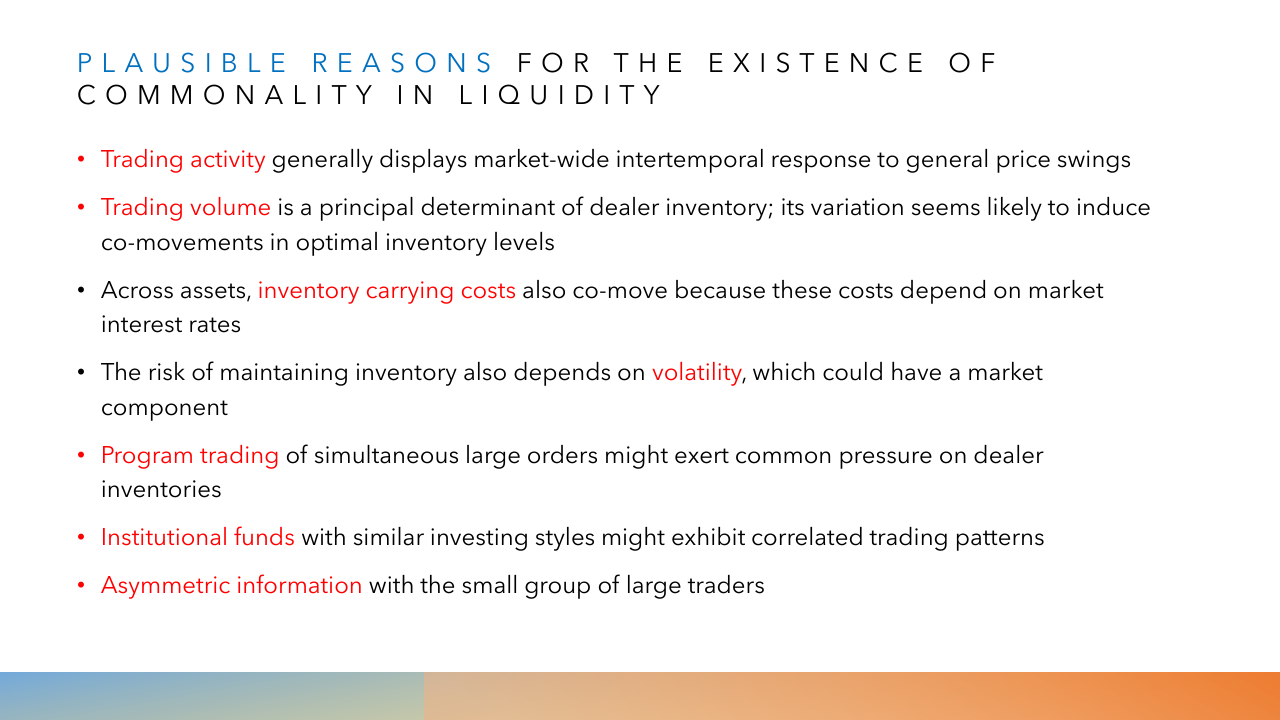 PLAUSIBLE REASONS FOR THE EXISTENCE OF
COMMONALITY IN LIQUIDITY
• Trading activity generally displays market-wide intertemporal response to general price swings
• Trading volume is a principal determinant of dealer inventory; its variation seems likely to induce
co-movements in optimal inventory levels
• Across assets, inventory carrying costs also co-move because these costs depend on market
interest rates
• The risk of maintaining inventory also depends on volatility, which could have a market
component
• Program trading of simultaneous large orders might exert common pressure on dealer
inventories
• Institutional funds with similar investing styles might exhibit correlated trading patterns
• Asymmetric information with the small group of large traders